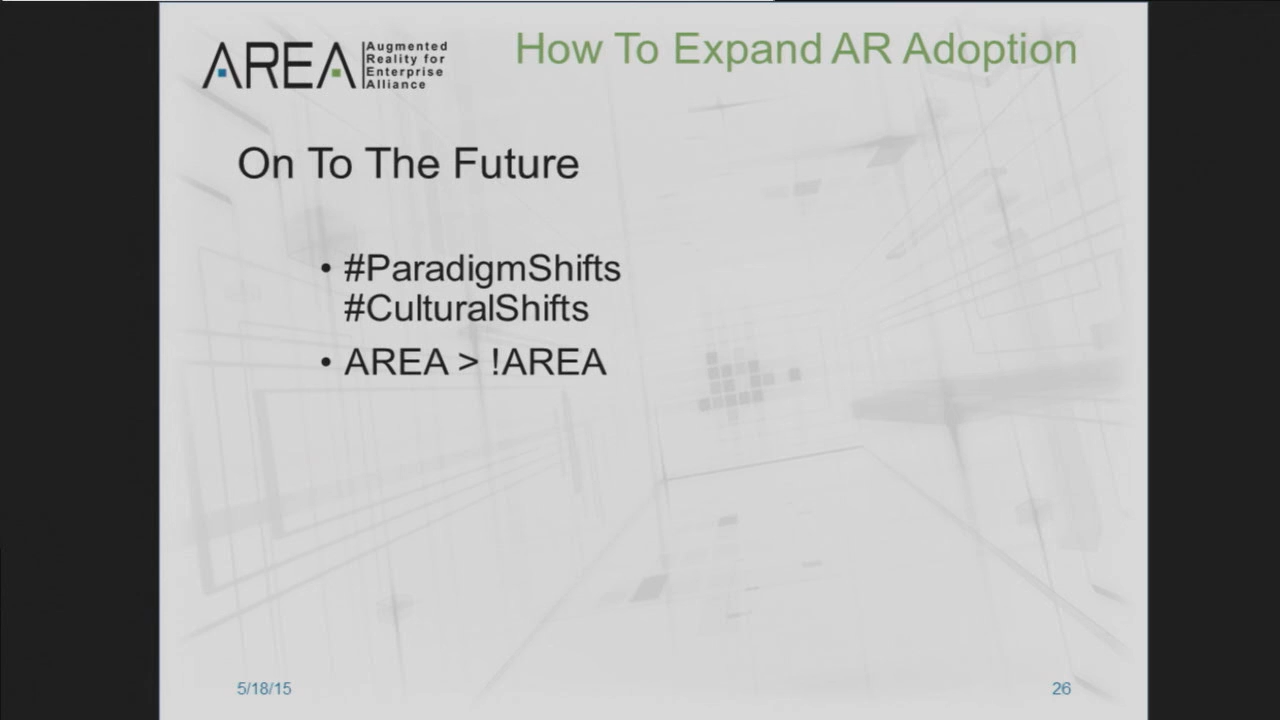 AREA
Augmented
Reality for
Enterprise
Alliance
How To Expand AR Adoption
On To The Future
• #ParadigmShifts
#CulturalShifts
• AREA > !AREA
5/18/15
26